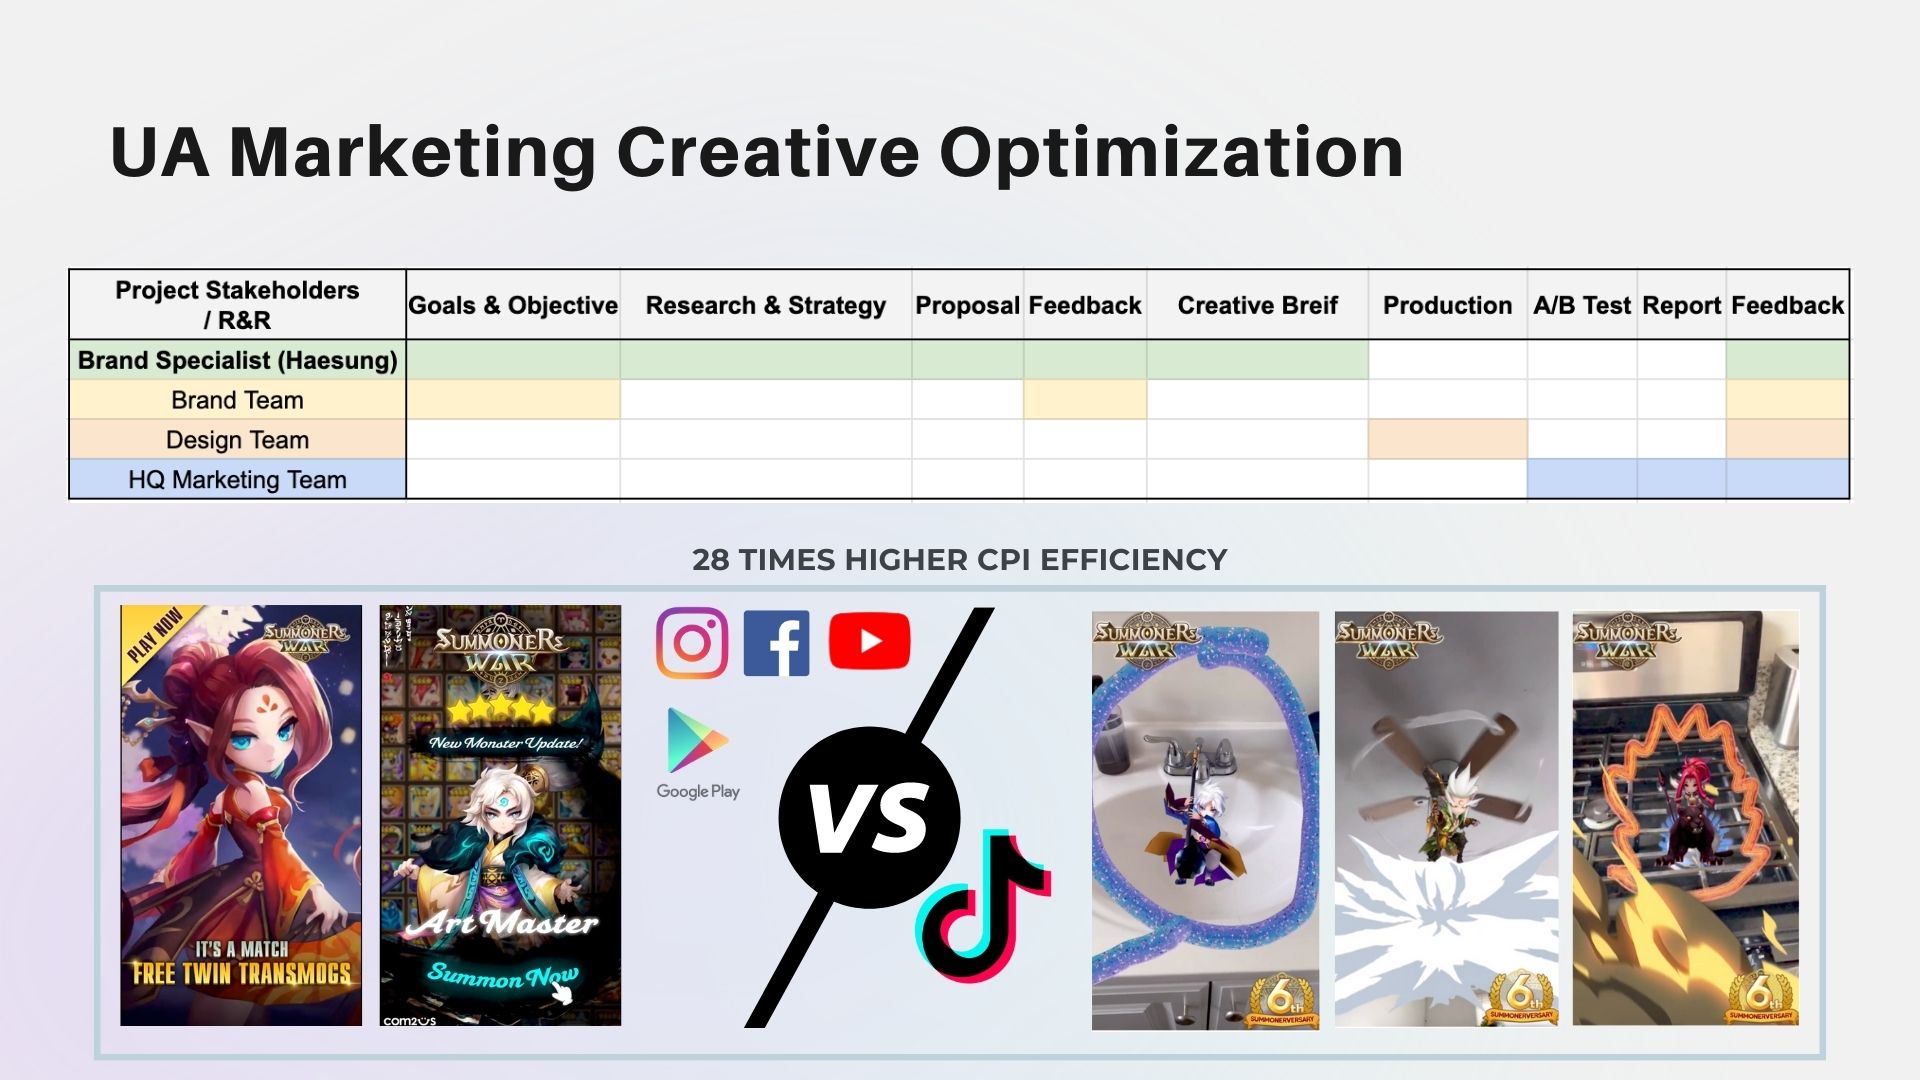 UA Marketing Creative Optimization
Project Stakeholders
/ R&R
Goals & Objective
Research & Strategy
Proposal
Feedback
Creative Breif
Production
A/B Test
Report
Feedback
Brand Specialist (Haesung)
Brand Team
Design Team
HQ Marketing Team
28 TIMES HIGHER CPI EFFICIENCY
PLAY NOW
SUMMONERS
WAR
IT'S A MATCH
FREE TWIN TRANSMOGS
SUMMONERS
WAR
New Monster Update!
Art Master
Summon Now
COM2US
Google Play
VS
SUMMONERS
WAR
6th
SUMMONERVERSARY
SUMMONERS
WAR
6th
SUMMONERVERSARY
SUMMONERS
WAR
6th
SUMMONERVERSARY